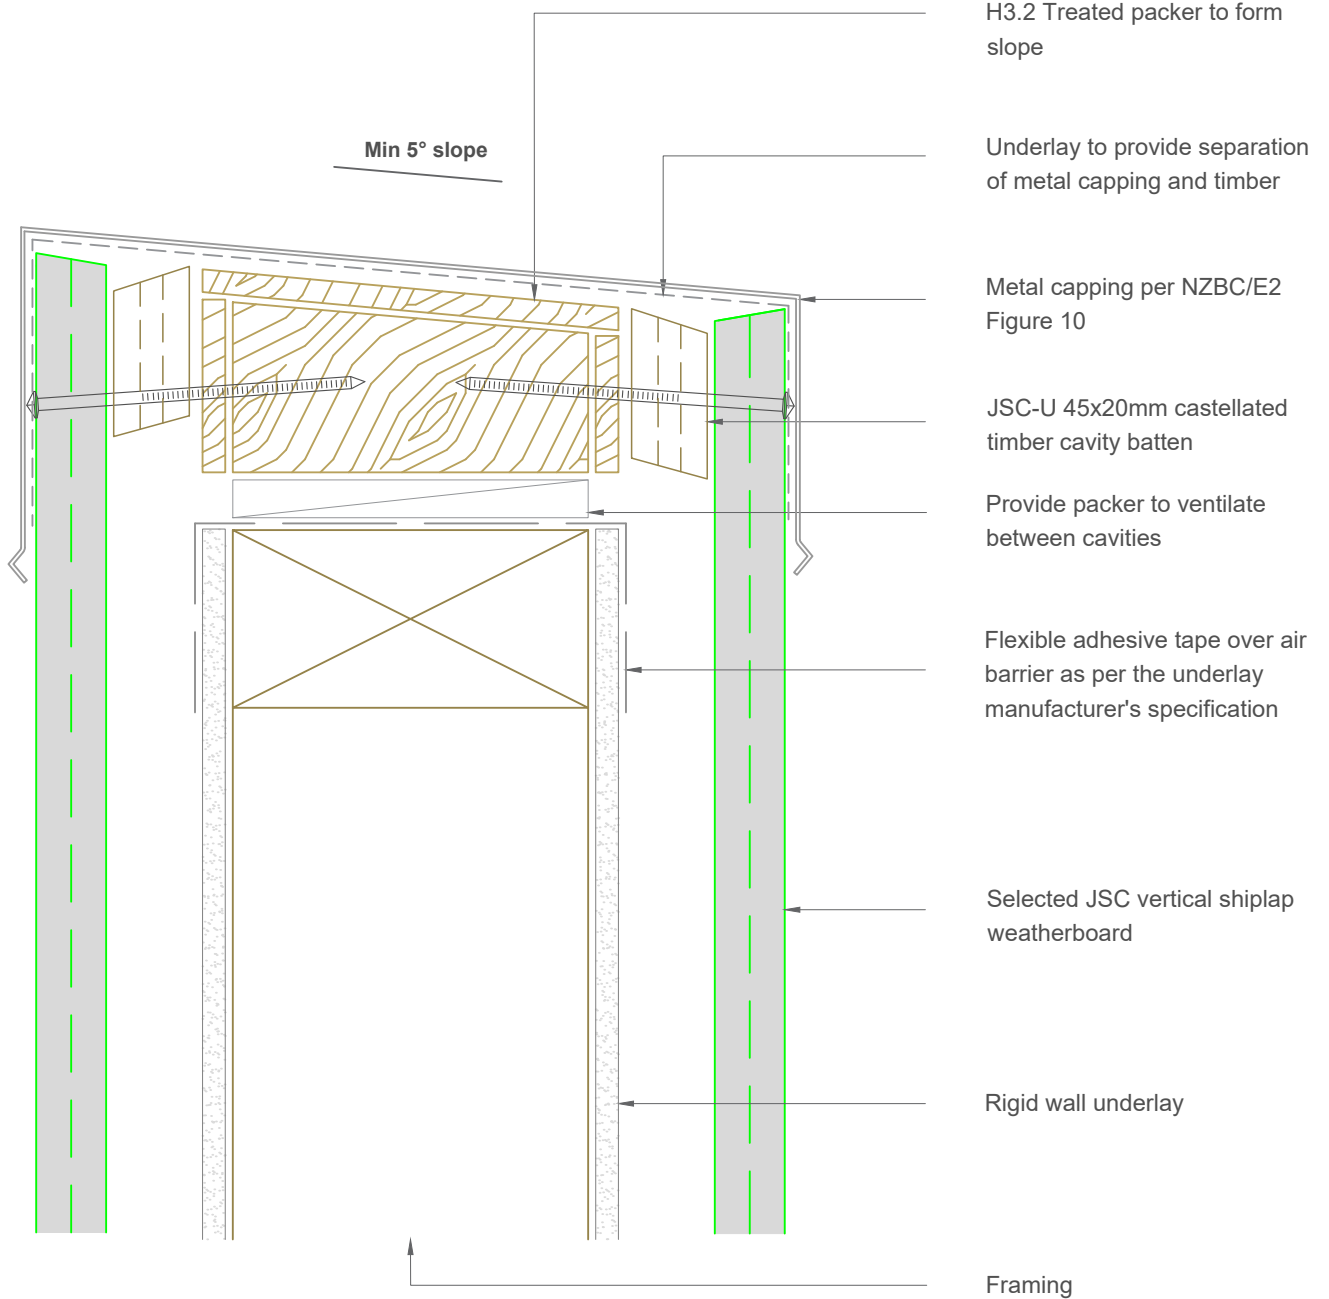 H3.2 Treated packer to form
slope
Min 5° slope
Underlay to provide separation
of metal capping and timber
Metal capping per NZBC/E2
Figure 10
JSC-U 45x20mm castellated
timber cavity batten
Provide packer to ventilate
between cavities
Flexible adhesive tape over air
barrier as per the underlay
manufacturer's specification
Selected JSC vertical shiplap
weatherboard
Rigid wall underlay
Framing